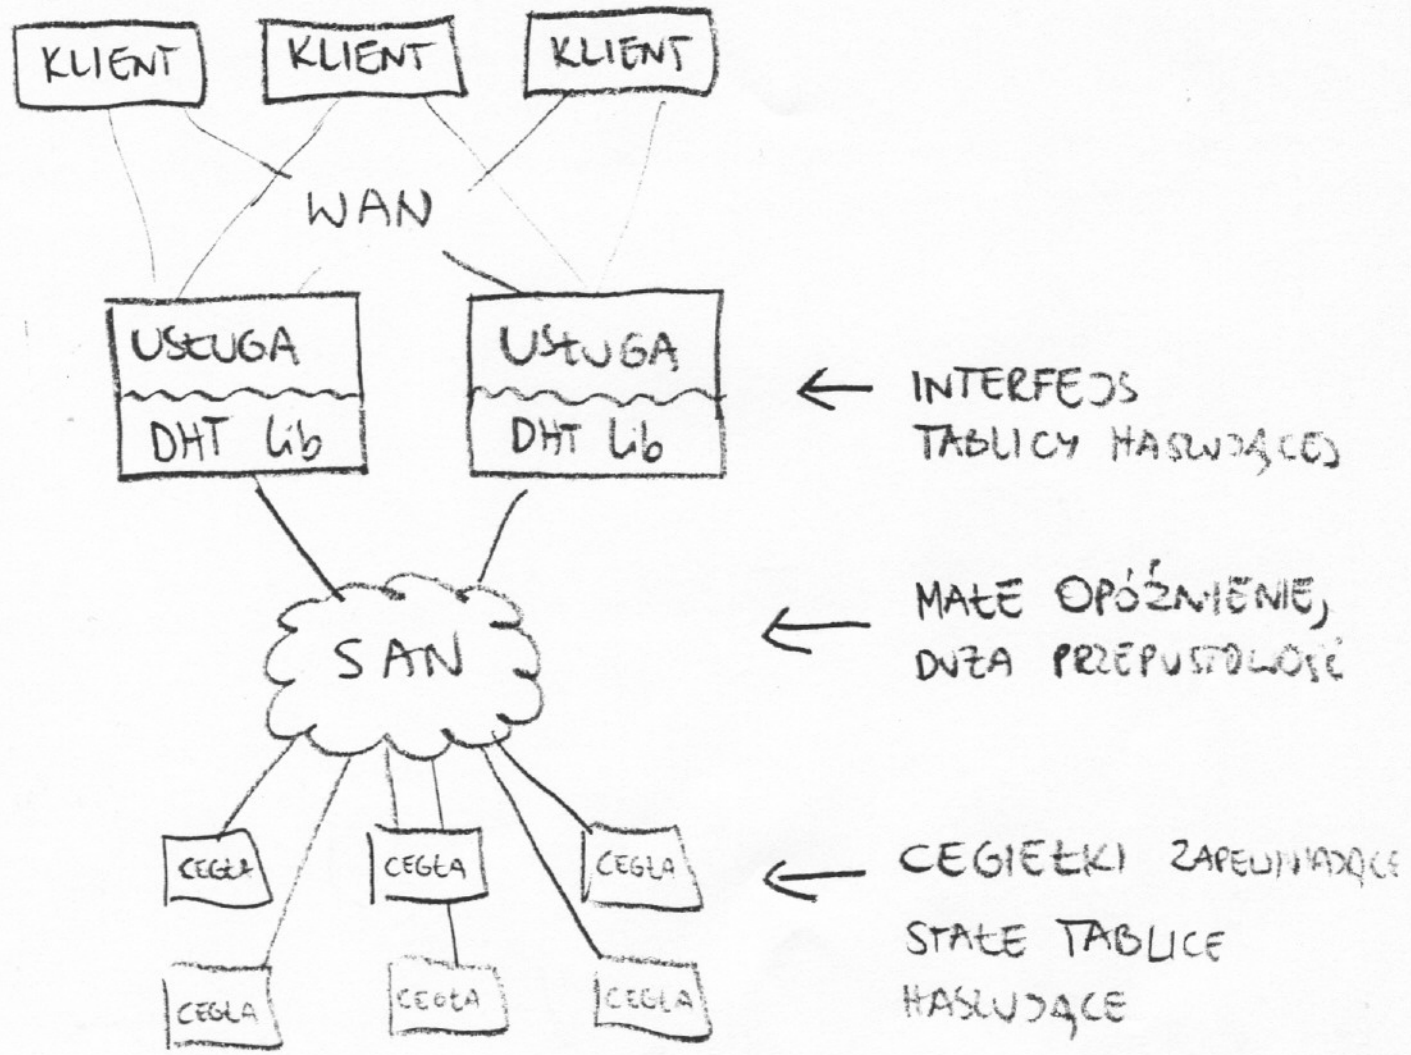 KLIENT KLIENT KLIENT
WAN
USŁUGA USŁUGA
DHT Lib DHT Lib
INTERFEJS
TABLICY HASZUJĄCEJ
SAN
MAŁE OPÓŹNIENIE,
DUŻA PRZEPUSTOWOŚĆ
CEGŁA CEGŁA CEGŁA
CEGIEŁKI ZAPEWNIAJĄCE
STAŁE TABLICE
HASZUJĄCE
CEGŁA CEGŁA CEGŁA